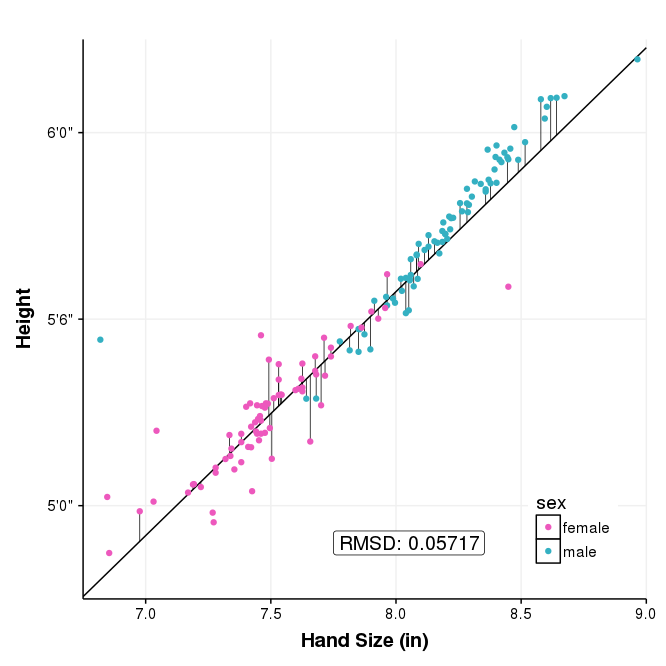 6'0"
5'6"
5'0"
Height
RMSD: 0.05717
sex
female
male
7.0 7.5 8.0 8.5 9.0
Hand Size (in)